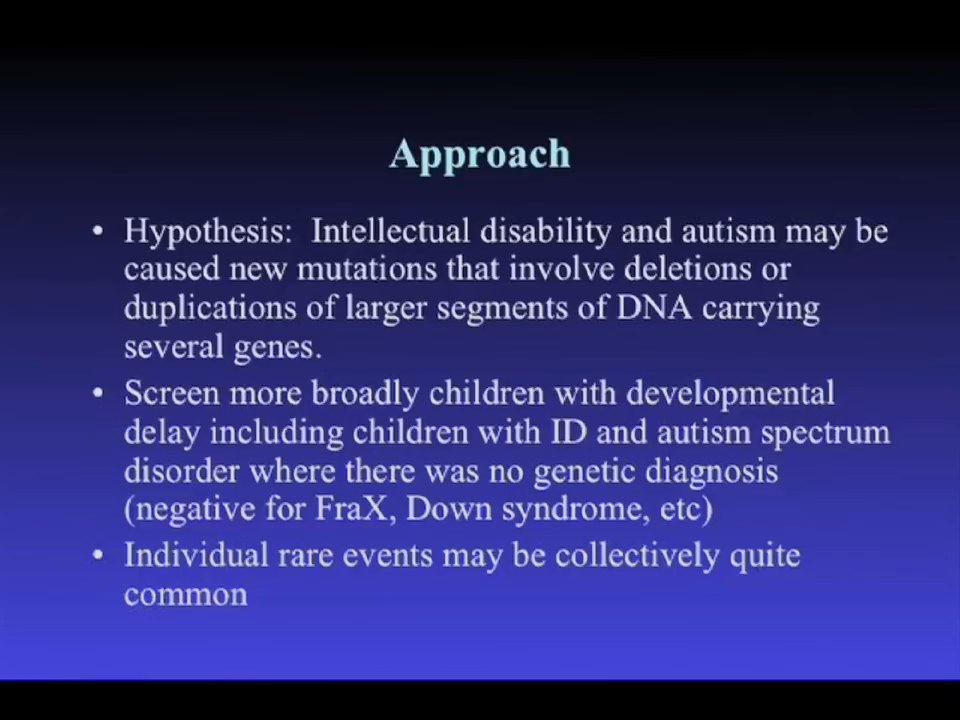 Approach
• Hypothesis:  Intellectual disability and autism may be
caused new mutations that involve deletions or
duplications of larger segments of DNA carrying
several genes.
• Screen more broadly children with developmental
delay including children with ID and autism spectrum
disorder where there was no genetic diagnosis
(negative for FraX, Down syndrome, etc)
• Individual rare events may be collectively quite
common